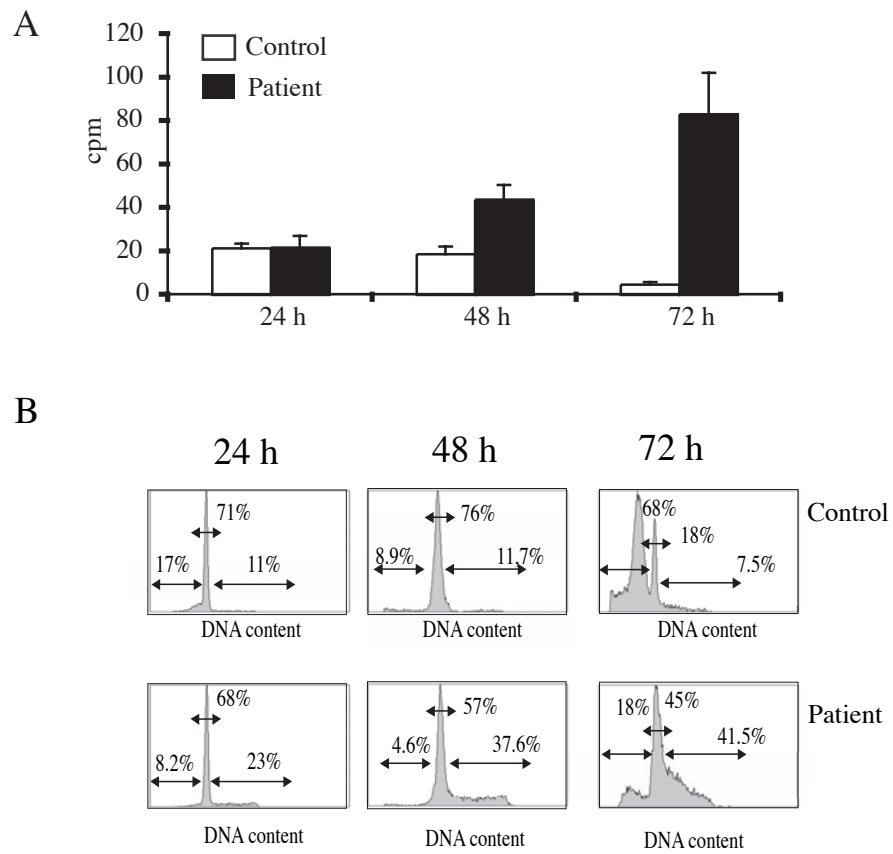 A
120
100
80
60
40
20
0
cpm
Control
Patient
24 h
48 h
72 h
B
24 h
48 h
72 h
71%
17%
11%
DNA content
76%
8.9%
11.7%
DNA content
68%
18%
7.5%
DNA content
Control
68%
8.2%
23%
DNA content
57%
4.6%
37.6%
DNA content
18%
45%
41.5%
DNA content
Patient